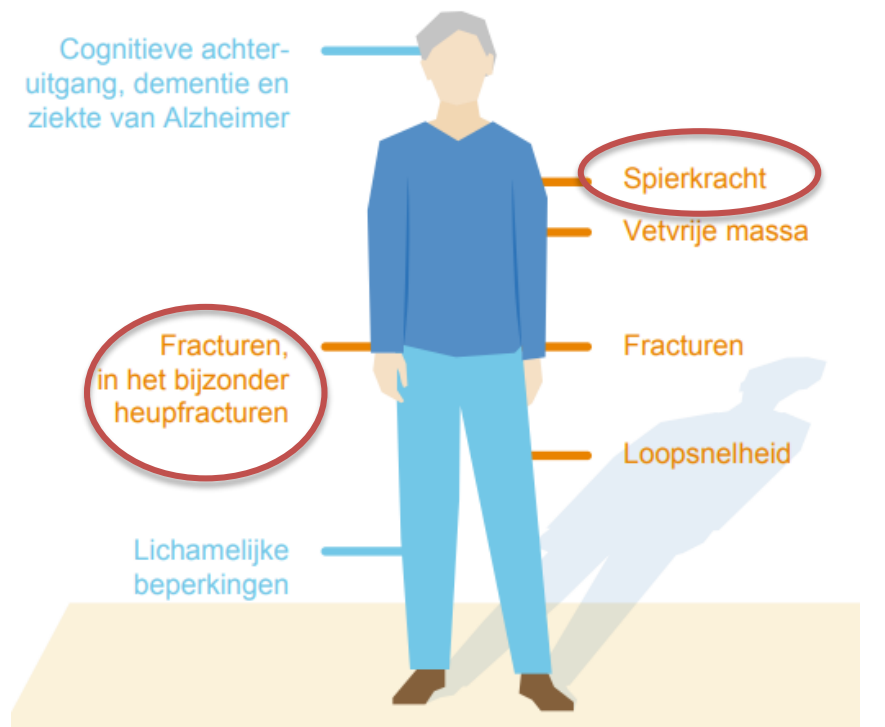 Cognitieve achter-
uitgang, dementie en
ziekte van Alzheimer
Spierkracht
Vetvrije massa
Fracturen,
in het bijzonder
heupfracturen
Fracturen
Loopsnelheid
Lichamelijke
beperkingen